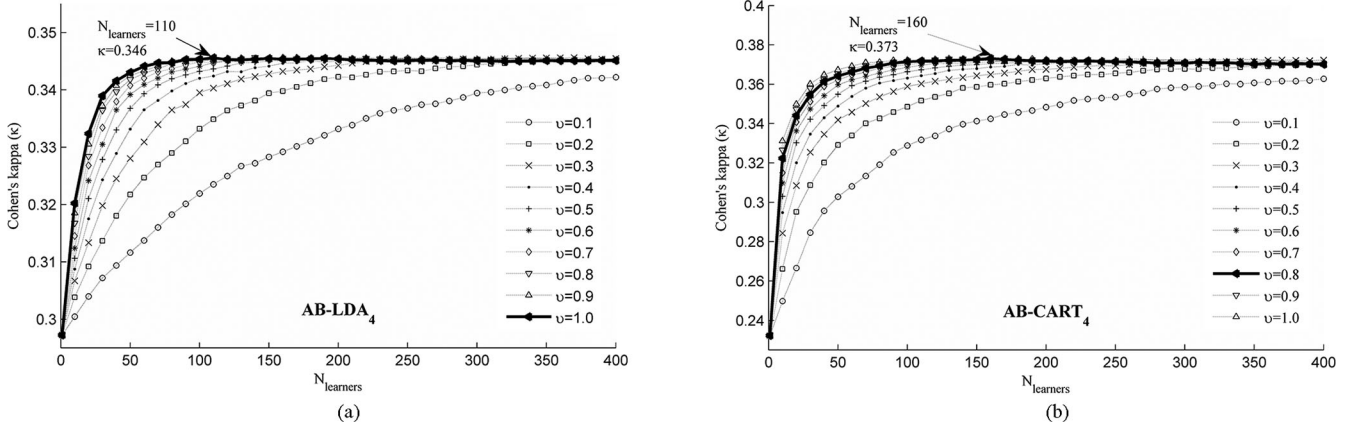 0.35
0.34
0.33
0.32
0.31
0.3
Cohen's kappa (κ)
N_learners=110
κ=0.346
υ=0.1
υ=0.2
υ=0.3
υ=0.4
υ=0.5
υ=0.6
υ=0.7
υ=0.8
υ=0.9
υ=1.0
AB-LDA_4
0 50 100 150 200 250 300 350 400
N_learners
(a)
0.4
0.38
0.36
0.34
0.32
0.3
0.28
0.26
0.24
Cohen's kappa (κ)
N_learners=160
κ=0.373
υ=0.1
υ=0.2
υ=0.3
υ=0.4
υ=0.5
υ=0.6
υ=0.7
υ=0.8
υ=0.9
υ=1.0
AB-CART_4
0 50 100 150 200 250 300 350 400
N_learners
(b)